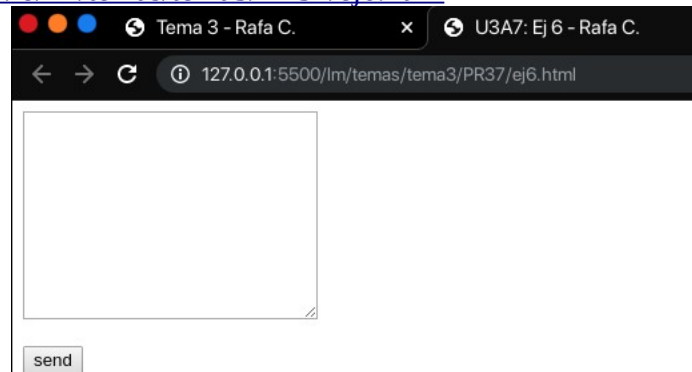 Tema 3 - Rafa C. × U3A7: Ej 6 - Rafa C.
127.0.0.1:5500/lm/temas/tema3/PR37/ej6.html
send